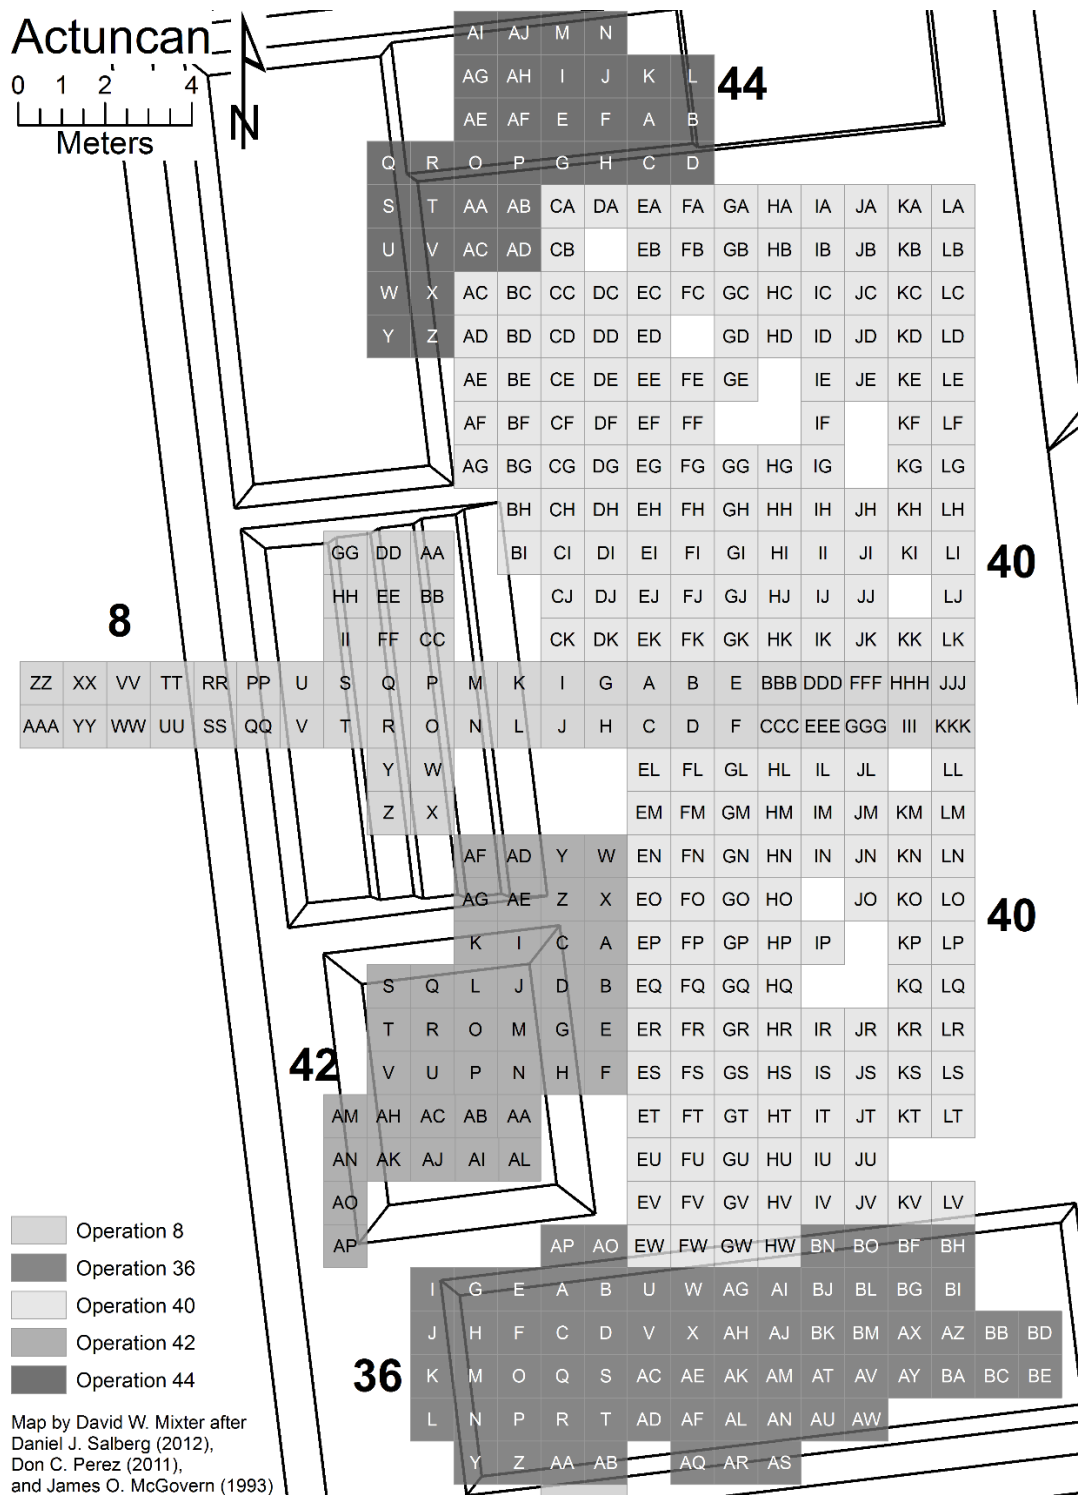 Actuncan
0 1 2 4
Meters
N
AI AJ M N
AG AH I J K L 44
AE AF E F A B
Q R O P G H C D
S T AA AB CA DA EA FA GA HA IA JA KA LA
U V AC AD CB EB FB GB HB IB JB KB LB
W X AC BC CC DC EC FC GC HC IC JC KC LC
Y Z AD BD CD DD ED GD HD ID JD KD LD
AE BE CE DE EE FE GE IE JE KE LE
AF BF CF DF EF FF IF KF LF
AG BG CG DG EG FG GG HG IG KG LG
BH CH DH EH FH GH HH IH JH KH LH
GG DD AA BI CI DI EI FI GI HI II JI KI LI 40
HH EE BB CJ DJ EJ FJ GJ HJ IJ JJ LJ
8
II FF CC CK DK EK FK GK HK IK JK KK LK
ZZ XX VV TT RR PP U S Q P M K I G A B E BBB DDD FFF HHH JJJ
AAA YY WW UU SS QQ V T R O N L J H C D F CCC EEE GGG III KKK
Y W EL FL GL HL IL JL LL
Z X EM FM GM HM IM JM KM LM
AF AD Y W EN FN GN HN IN JN KN LN
AG AE Z X EO FO GO HO JO KO LO 40
K I C A EP FP GP HP IP KP LP
S Q L J D B EQ FQ GQ HQ KQ LQ
T R O M G E ER FR GR HR IR JR KR LR
42 V U P N H F ES FS GS HS IS JS KS LS
AM AH AC AB AA ET FT GT HT IT JT KT LT
AN AK AJ AI AL EU FU GU HU IU JU
AO EV FV GV HV IV JV KV LV
AP AP AO EW FW GW HW BN BO BF BH
I G E A B U W AG AI BJ BL BG BI
J H F C D V X AH AJ BK BM AX AZ BB BD
36 K M O Q S AC AE AK AM AT AV AY BA BC BE
L N P R T AD AF AL AN AU AW
Y Z AA AB AQ AR AS
Operation 8
Operation 36
Operation 40
Operation 42
Operation 44
Map by David W. Mixter after
Daniel J. Salberg (2012),
Don C. Perez (2011),
and James O. McGovern (1993)